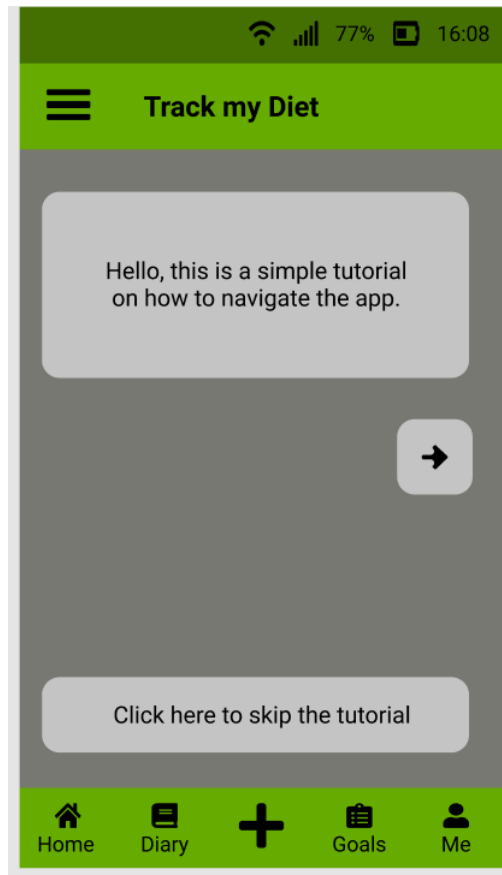 77% 16:08
Track my Diet
Hello, this is a simple tutorial
on how to navigate the app.
Click here to skip the tutorial
Home Diary Goals Me